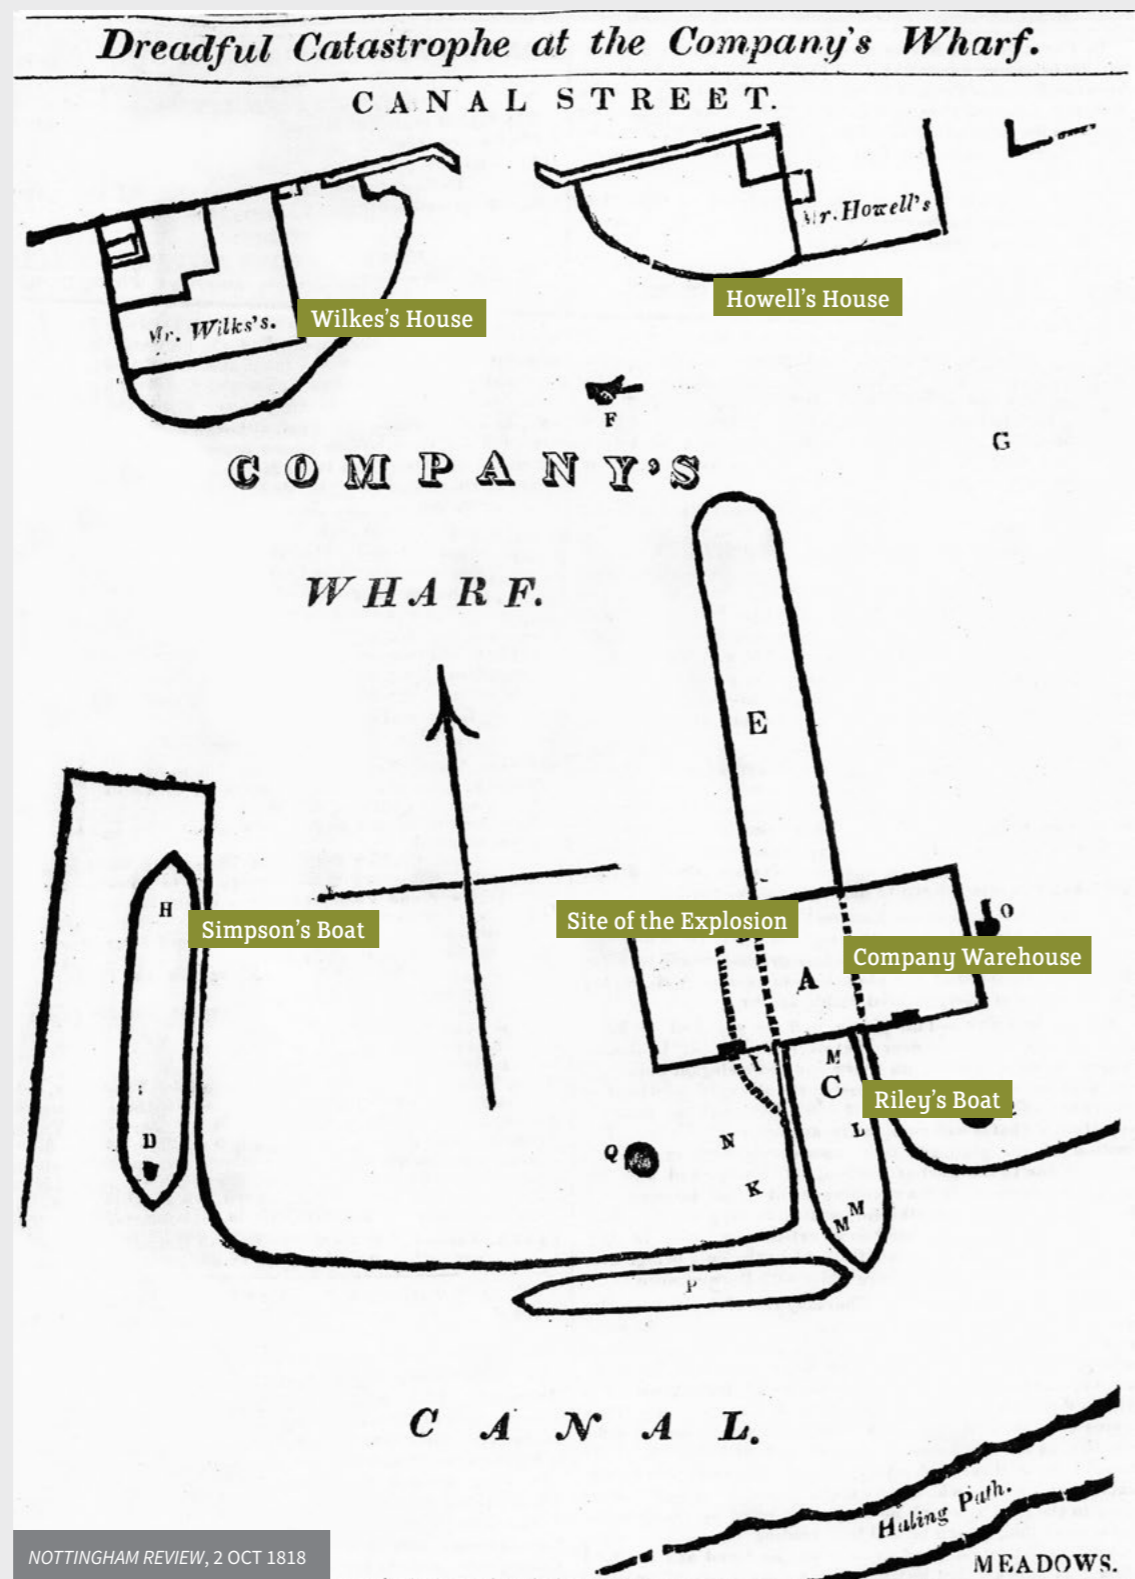 Dreadful Catastrophe at the Company's Wharf.
CANAL STREET.
Mr. Howell's
Howell's House
Mr. Wilks's.
Wilkes's House
F
G
COMPANY'S
WHARF.
E
H
Simpson's Boat
Site of the Explosion
O
Company Warehouse
A
I
M
C
Riley's Boat
D
L
N
Q
K
M
M
P
CANAL.
Haling Path.
MEADOWS.
NOTTINGHAM REVIEW, 2 OCT 1818